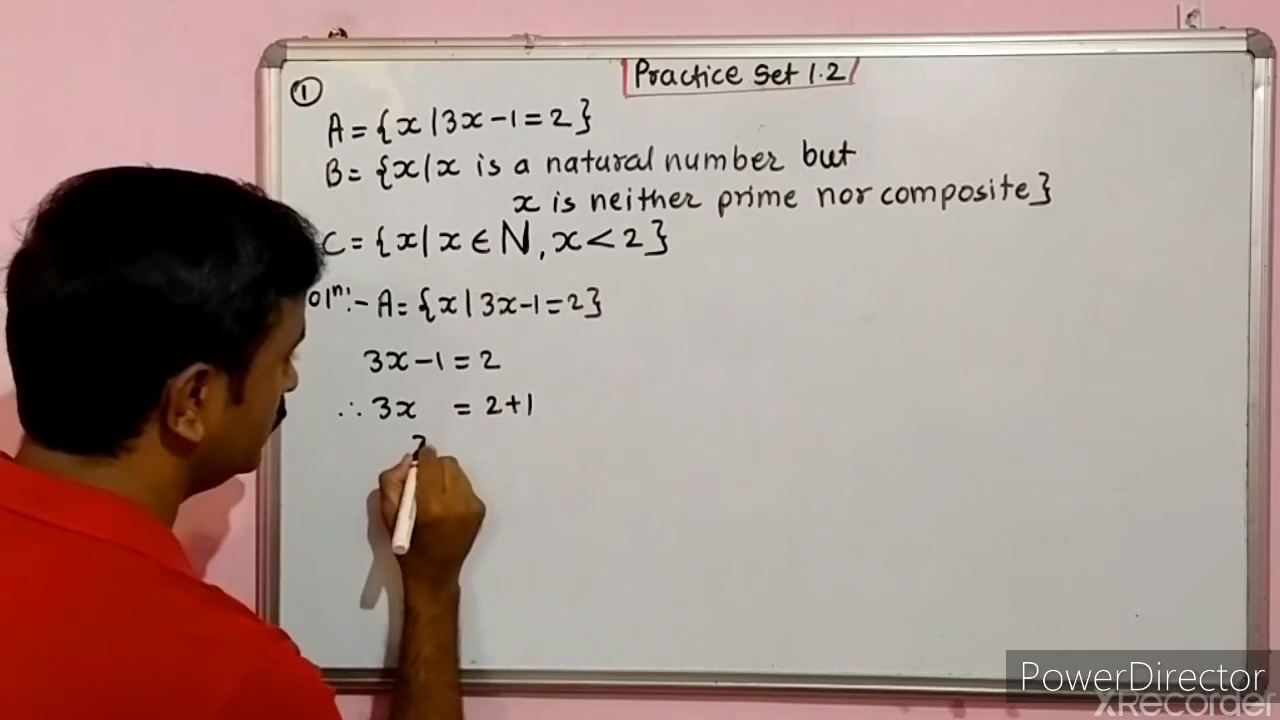 Practice Set 1.2
①
A = {x | 3x - 1 = 2}
B = {x | x is a natural number but
x is neither prime nor composite}
C = {x | x ∈ N, x < 2}
olⁿ:- A = {x | 3x - 1 = 2}
3x - 1 = 2
∴ 3x = 2 + 1
PowerDirector
XRecorder